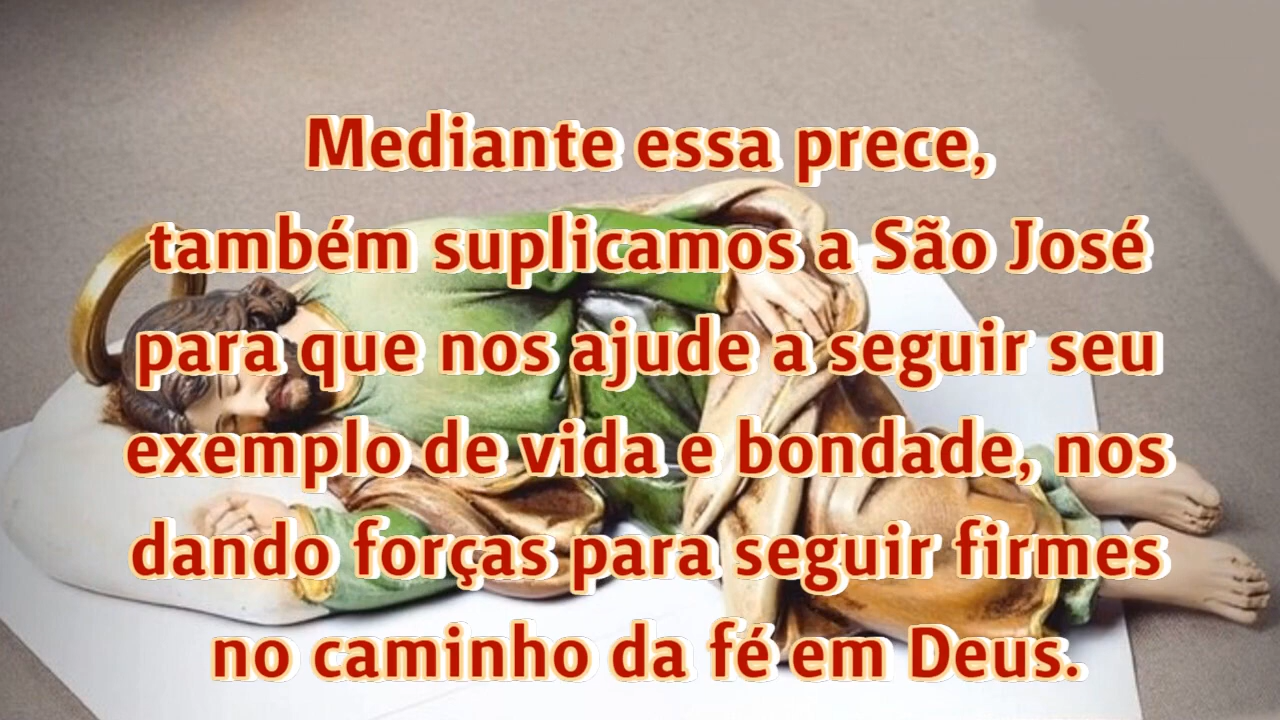 Mediante essa prece,
também suplicamos a São José
para que nos ajude a seguir seu
exemplo de vida e bondade, nos
dando forças para seguir firmes
no caminho da fé em Deus.